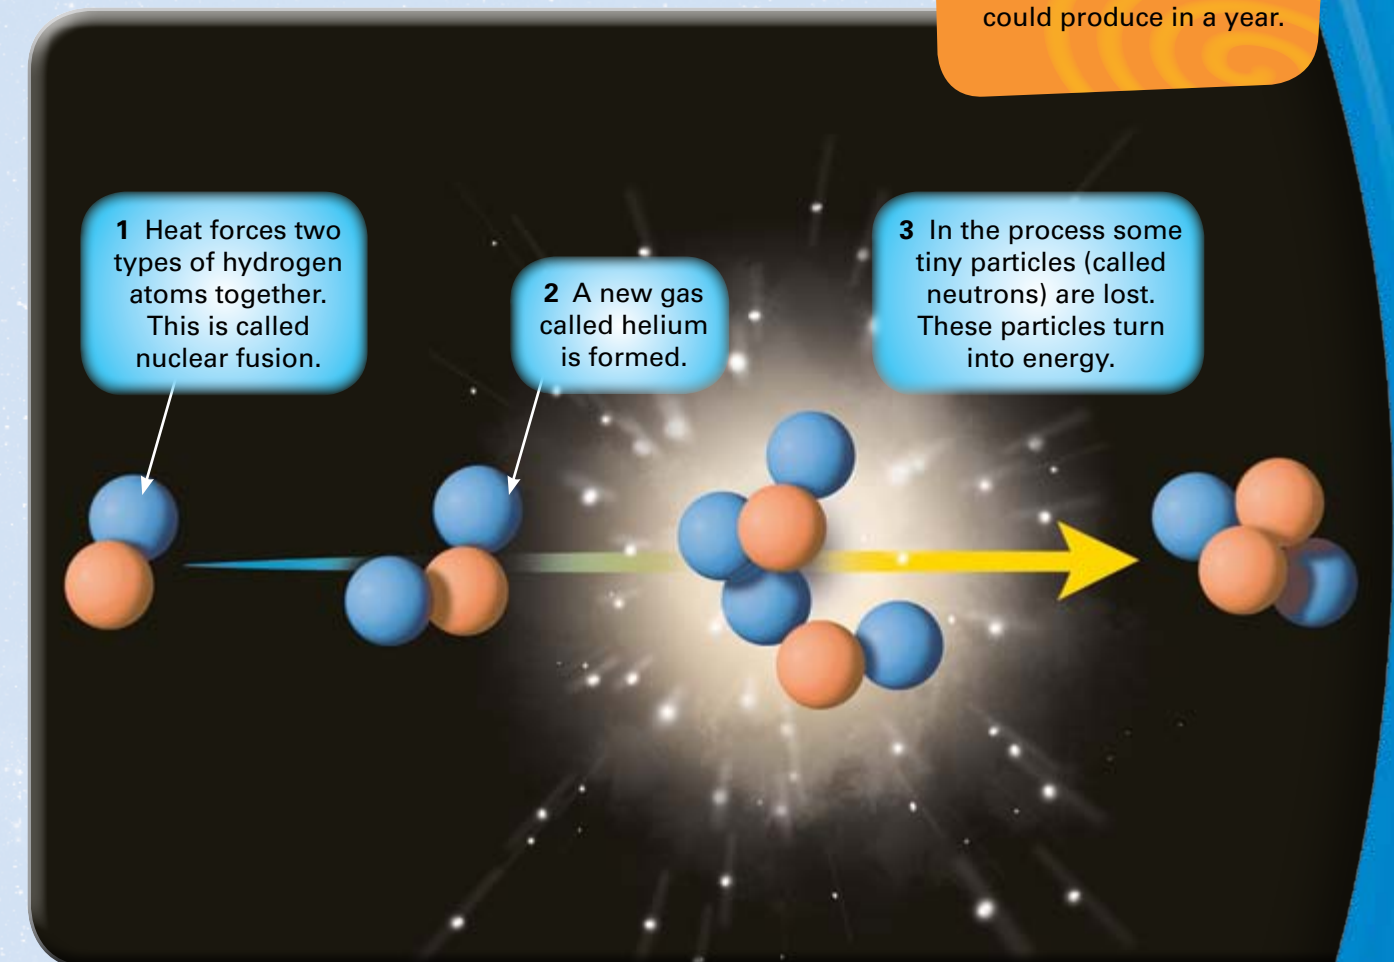 could produce in a year.
1 Heat forces two
types of hydrogen
atoms together.
This is called
nuclear fusion.
2 A new gas
called helium
is formed.
3 In the process some
tiny particles (called
neutrons) are lost.
These particles turn
into energy.